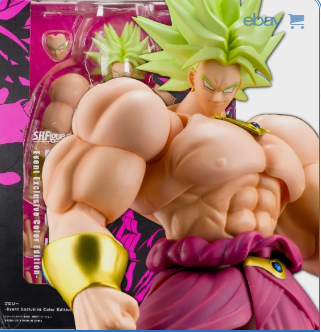 ebay
S.H.Figuarts
-Event Exclusive Color Edition-
ブロリー
-Event Exclusive Color Edition-